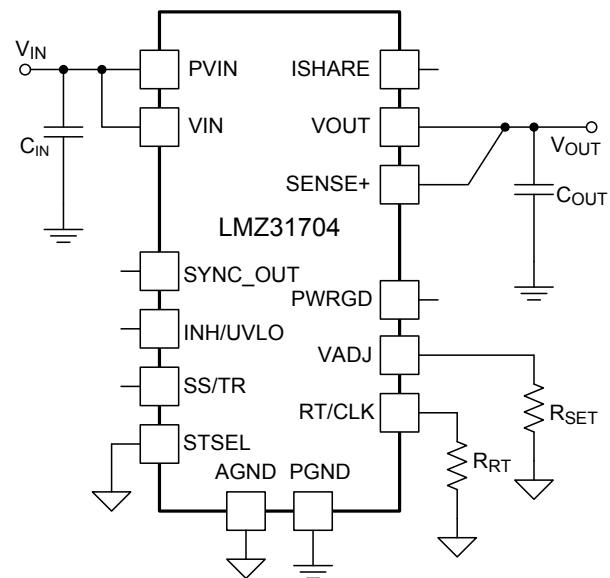 VIN
PVIN
ISHARE
VIN
VOUT
CIN
VOUT
SENSE+
COUT
LMZ31704
SYNC_OUT
PWRGD
INH/UVLO
VADJ
SS/TR
RT/CLK
RSET
STSEL
RRT
AGND
PGND